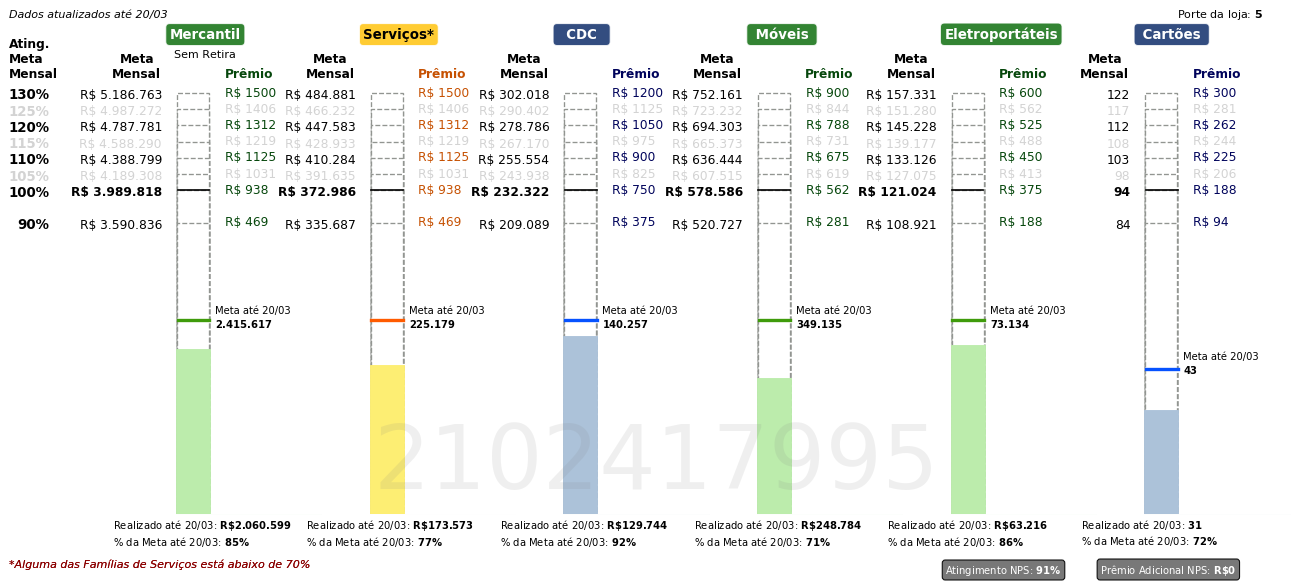 Dados atualizados até 20/03
Porte da loja: 5
Mercantil Serviços* CDC Móveis Eletroportáteis Cartões
Sem Retira
Ating. Meta Mensal
Meta Mensal Prêmio Meta Mensal Prêmio Meta Mensal Prêmio Meta Mensal Prêmio Meta Mensal Prêmio Meta Mensal Prêmio
130% R$ 5.186.763 R$ 1500 R$ 484.881 R$ 1500 R$ 302.018 R$ 1200 R$ 752.161 R$ 900 R$ 157.331 R$ 600 122 R$ 300
125% R$ 4.987.272 R$ 1406 R$ 466.232 R$ 1406 R$ 290.402 R$ 1125 R$ 723.232 R$ 844 R$ 151.280 R$ 562 117 R$ 281
120% R$ 4.787.781 R$ 1312 R$ 447.583 R$ 1312 R$ 278.786 R$ 1050 R$ 694.303 R$ 788 R$ 145.228 R$ 525 112 R$ 262
115% R$ 4.588.290 R$ 1219 R$ 428.933 R$ 1219 R$ 267.170 R$ 975 R$ 665.373 R$ 731 R$ 139.177 R$ 488 108 R$ 244
110% R$ 4.388.799 R$ 1125 R$ 410.284 R$ 1125 R$ 255.554 R$ 900 R$ 636.444 R$ 675 R$ 133.126 R$ 450 103 R$ 225
105% R$ 4.189.308 R$ 1031 R$ 391.635 R$ 1031 R$ 243.938 R$ 825 R$ 607.515 R$ 619 R$ 127.075 R$ 413 98 R$ 206
100% R$ 3.989.818 R$ 938 R$ 372.986 R$ 938 R$ 232.322 R$ 750 R$ 578.586 R$ 562 R$ 121.024 R$ 375 94 R$ 188
90% R$ 3.590.836 R$ 469 R$ 335.687 R$ 469 R$ 209.089 R$ 375 R$ 520.727 R$ 281 R$ 108.921 R$ 188 84 R$ 94
Meta até 20/03 Meta até 20/03 Meta até 20/03 Meta até 20/03 Meta até 20/03
2.415.617 225.179 140.257 349.135 73.134
Meta até 20/03
43
2102417995
Realizado até 20/03: R$2.060.599 Realizado até 20/03: R$173.573 Realizado até 20/03: R$129.744 Realizado até 20/03: R$248.784 Realizado até 20/03: R$63.216 Realizado até 20/03: 31
% da Meta até 20/03: 85% % da Meta até 20/03: 77% % da Meta até 20/03: 92% % da Meta até 20/03: 71% % da Meta até 20/03: 86% % da Meta até 20/03: 72%
*Alguma das Famílias de Serviços está abaixo de 70%
Atingimento NPS: 91% Prêmio Adicional NPS: R$0